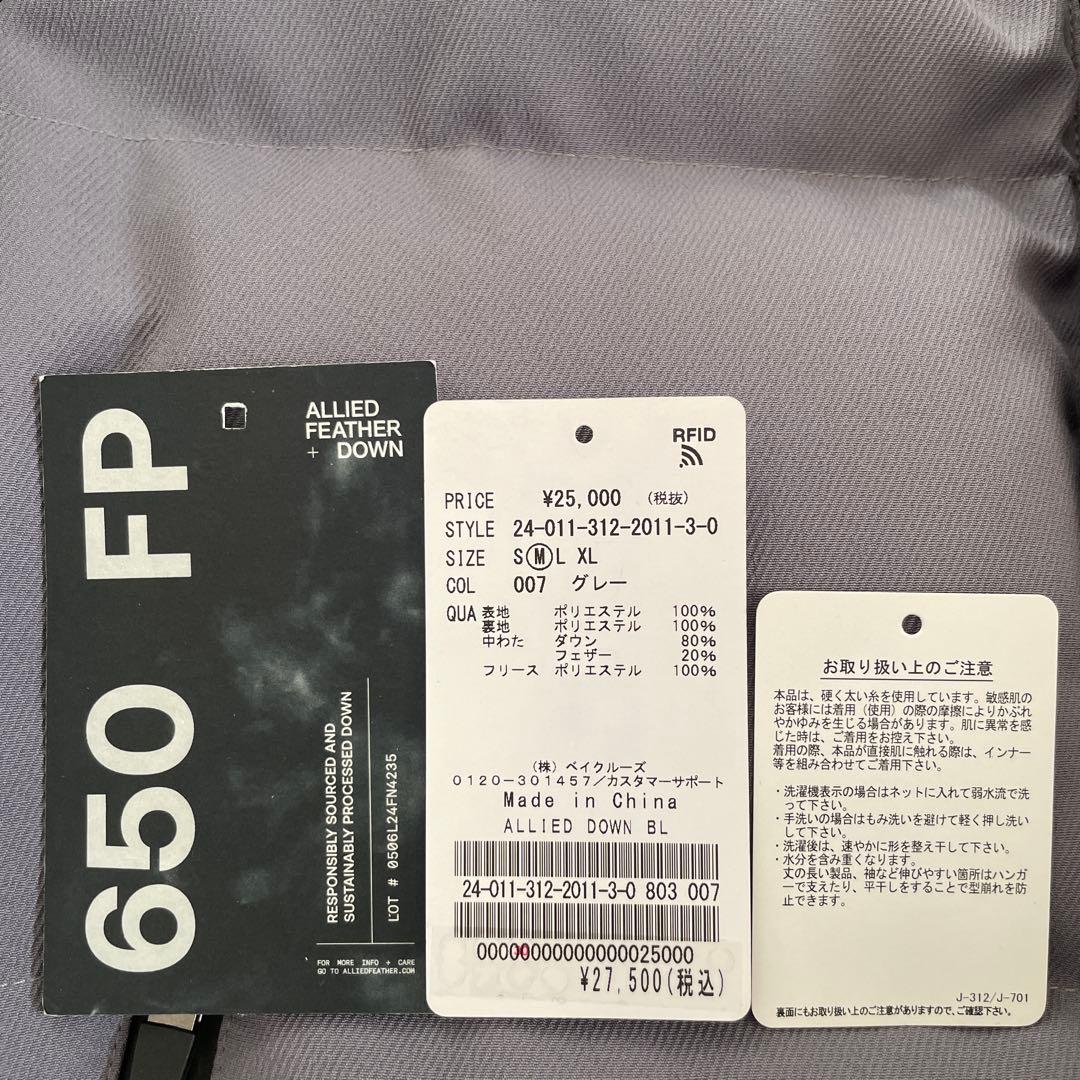 650 FP
ALLIED
FEATHER
+ DOWN
RESPONSIBLY SOURCED AND
SUSTAINABLY PROCESSED DOWN
LOT # 0506L24FN4235
FOR MORE INFO + CARE
GO TO ALLIEDFEATHER.COM
RFID
PRICE ¥25,000 (税抜)
STYLE 24-011-312-2011-3-0
SIZE S M L XL
COL 007 グレー
QUA 表地 ポリエステル 100%
裏地 ポリエステル 100%
中わた ダウン 80%
フェザー 20%
フリース ポリエステル 100%
(株) ベイクルーズ
0120-301457/カスタマーサポート
Made in China
ALLIED DOWN BL
24-011-312-2011-3-0 803 007
0000000000000000025000
¥27,500(税込)
お取り扱い上のご注意
本品は、硬く太い糸を使用しています。敏感肌の
お客様には着用(使用)の際の摩擦によりかぶれ
やかゆみを生じる場合があります。肌に異常を感
じた時は、ご着用をお控え下さい。
着用の際、本品が直接肌に触れる際は、インナー
等を組み合わせてご着用下さい。
・洗濯機表示の場合はネットに入れて弱水流で洗
って下さい。
・手洗いの場合はもみ洗いを避けて軽く押し洗い
して下さい。
・洗濯後は、速やかに形を整え干して下さい。
・水分を含み重くなります。
丈の長い製品、袖など伸びやすい箇所はハンガ
ーで支えたり、平干しをすることで型崩れを防
止できます。
J-312/J-701
裏面にもお取り扱い上のご注意がありますので、ご確認下さい。